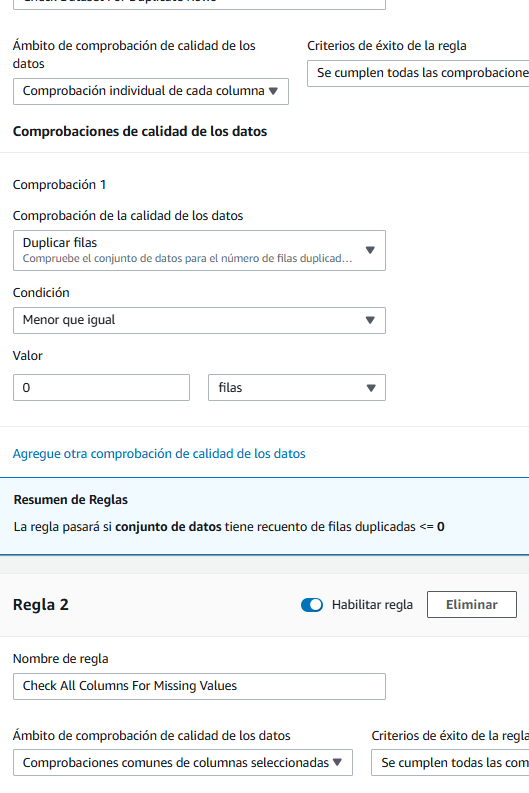 Ámbito de comprobación de calidad de los
datos
Criterios de éxito de la regla
Comprobación individual de cada columna
Se cumplen todas las comprobacione
Comprobaciones de calidad de los datos
Comprobación 1
Comprobación de la calidad de los datos
Duplicar filas
Compruebe el conjunto de datos para el número de filas duplicad...
Condición
Menor que igual
Valor
0
filas
Agregue otra comprobación de calidad de los datos
Resumen de Reglas
La regla pasará si conjunto de datos tiene recuento de filas duplicadas <= 0
Regla 2
Habilitar regla
Eliminar
Nombre de regla
Check All Columns For Missing Values
Ámbito de comprobación de calidad de los datos
Criterios de éxito de la regla
Comprobaciones comunes de columnas seleccionadas
Se cumplen todas las com